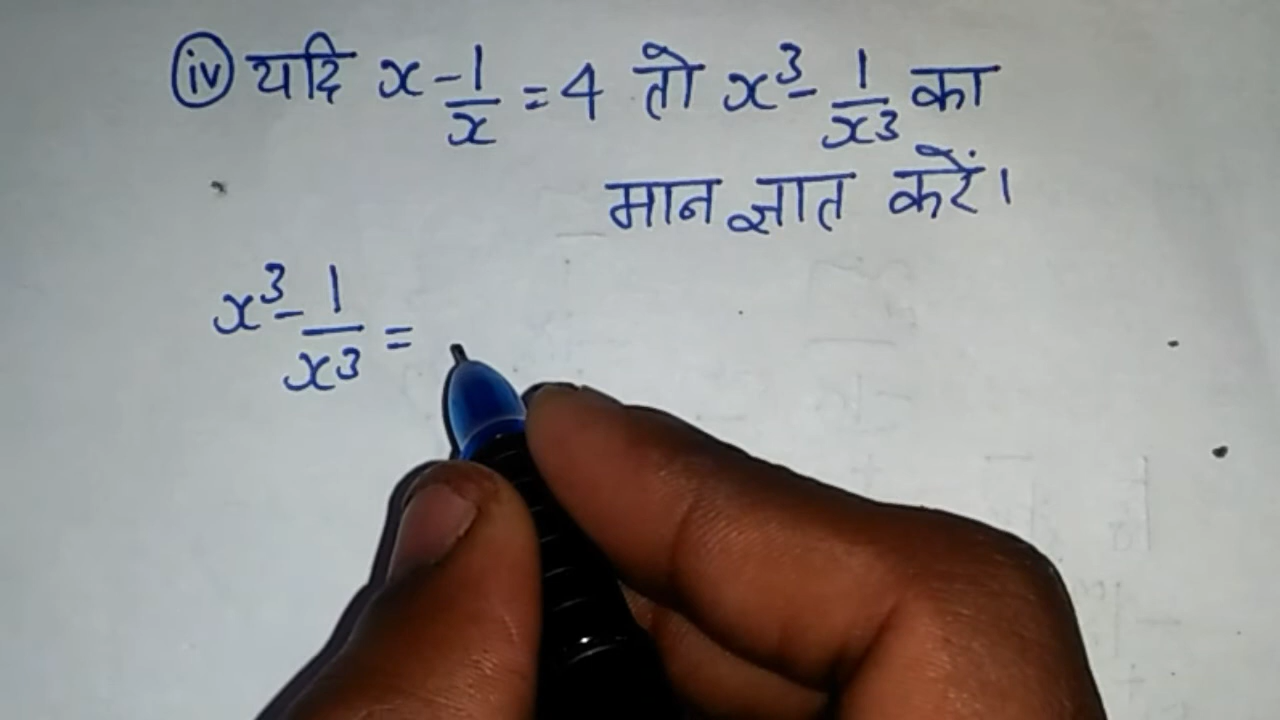 (iv) यदि x - 1/x = 4 तो x³ - 1/x³ का
मान ज्ञात करें।
x³ - 1/x³ =